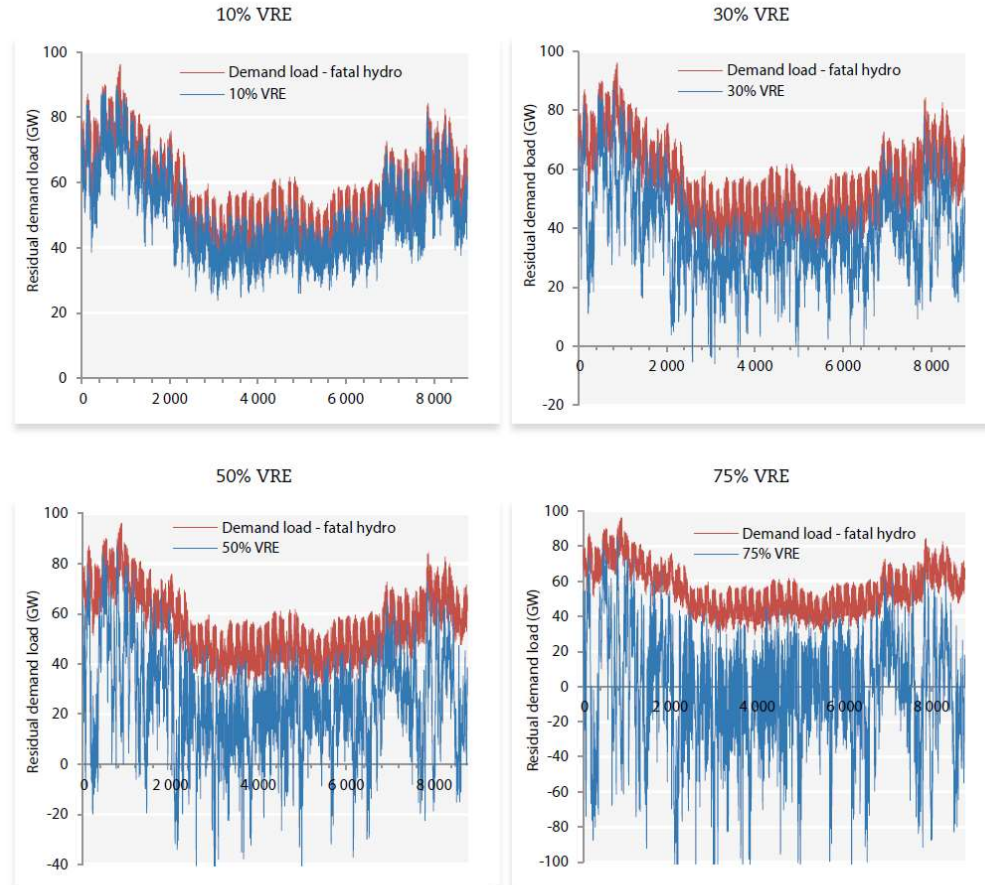 10% VRE
Residual demand load (GW)
100
80
60
40
20
0
Demand load - fatal hydro
10% VRE
0 2 000 4 000 6 000 8 000
30% VRE
Residual demand load (GW)
100
80
60
40
20
0
-20
Demand load - fatal hydro
30% VRE
0 2 000 4 000 6 000 8 000
50% VRE
Residual demand load (GW)
100
80
60
40
20
0
-20
-40
Demand load - fatal hydro
50% VRE
0 2 000 4 000 6 000 8 000
75% VRE
Residual demand load (GW)
100
80
60
40
20
0
-20
-40
-60
-80
-100
Demand load - fatal hydro
75% VRE
0 2 000 4 000 6 000 8 000